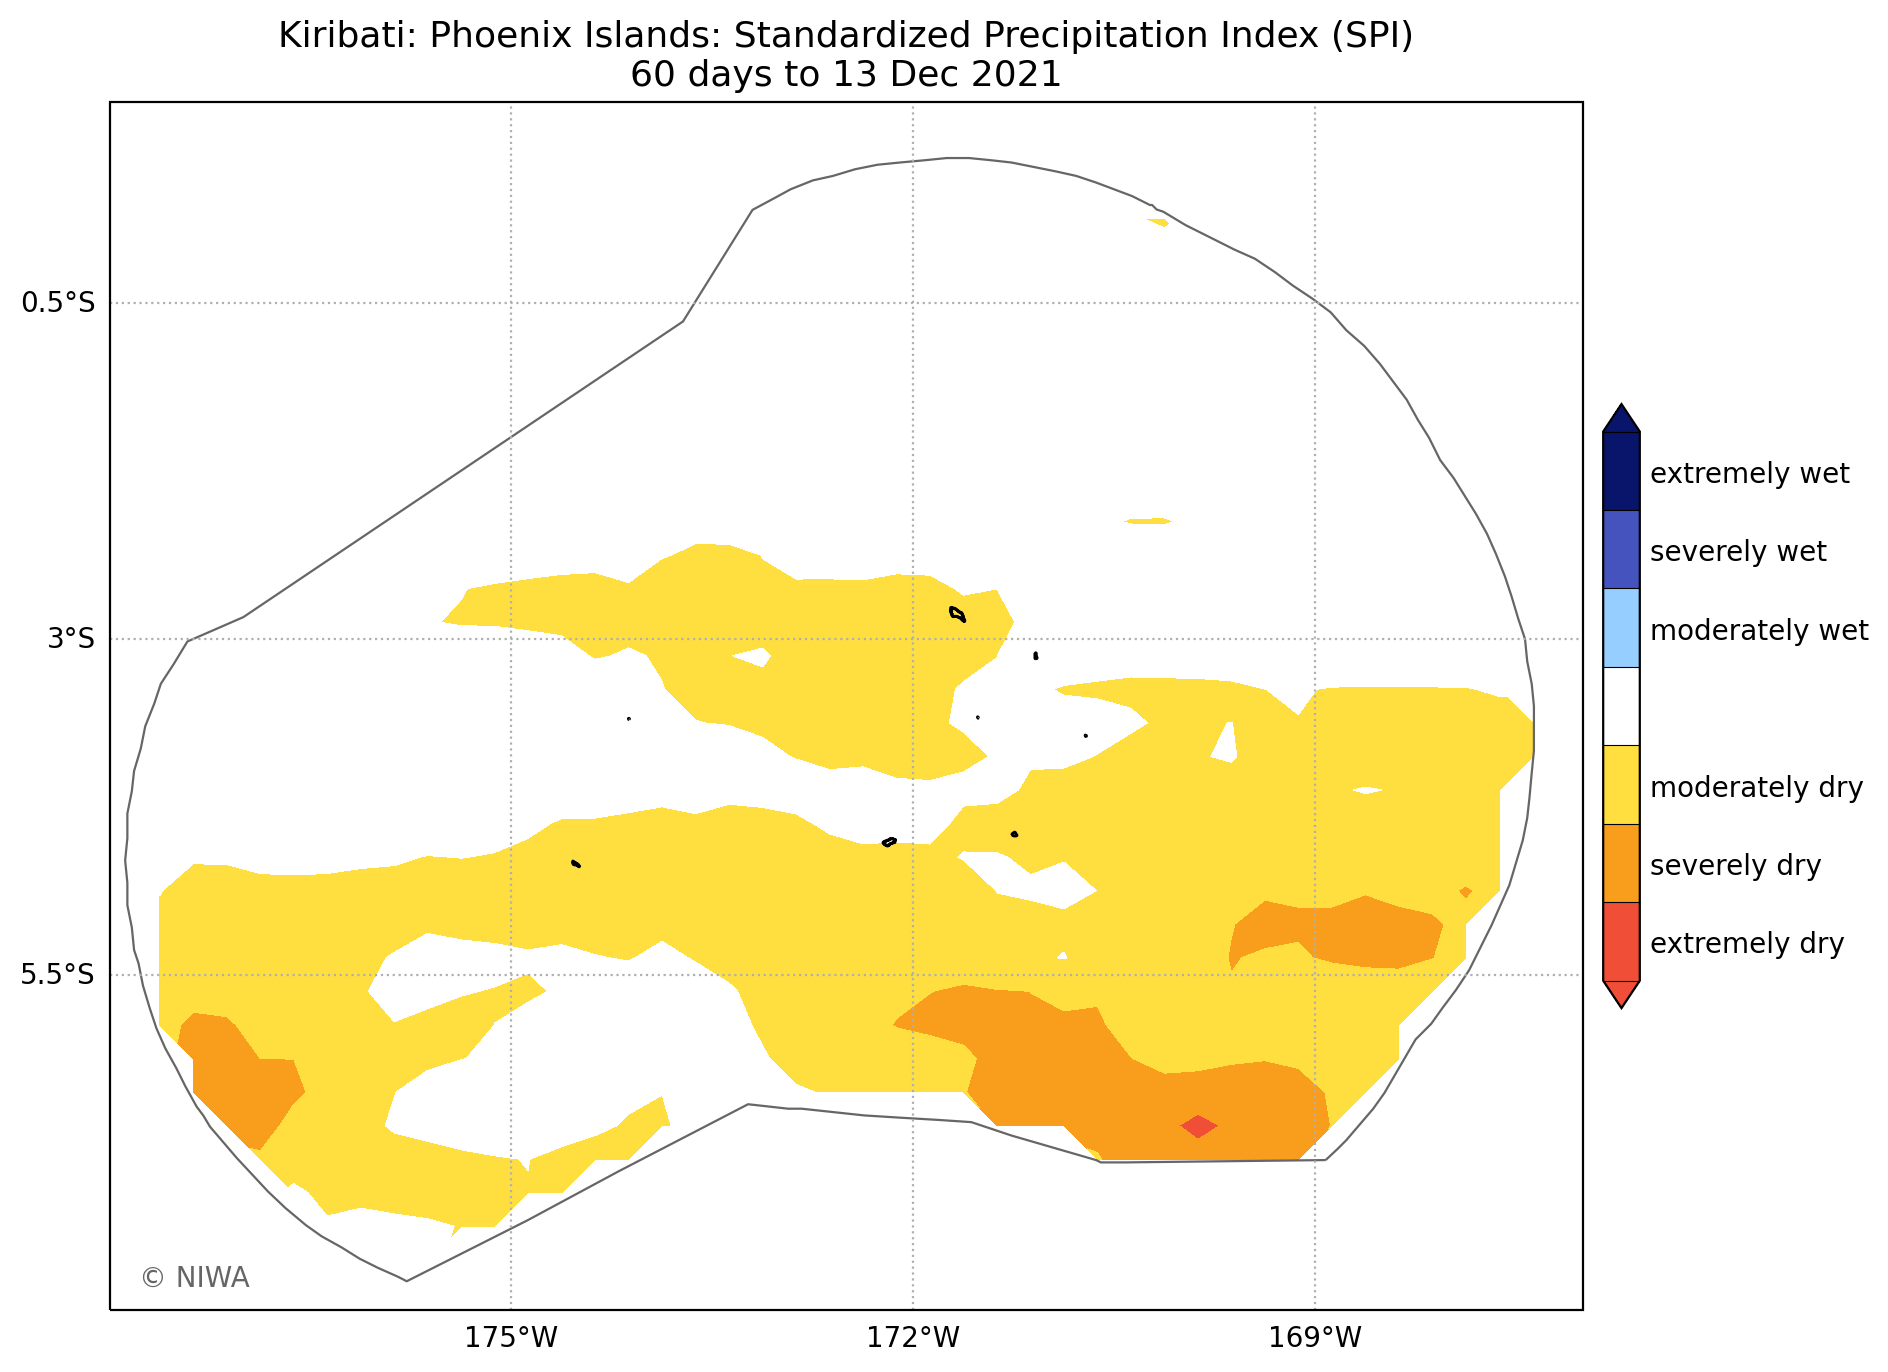 Kiribati: Phoenix Islands: Standardized Precipitation Index (SPI)
60 days to 13 Dec 2021
0.5°S
3°S
5.5°S
175°W
172°W
169°W
extremely wet
severely wet
moderately wet
moderately dry
severely dry
extremely dry
© NIWA